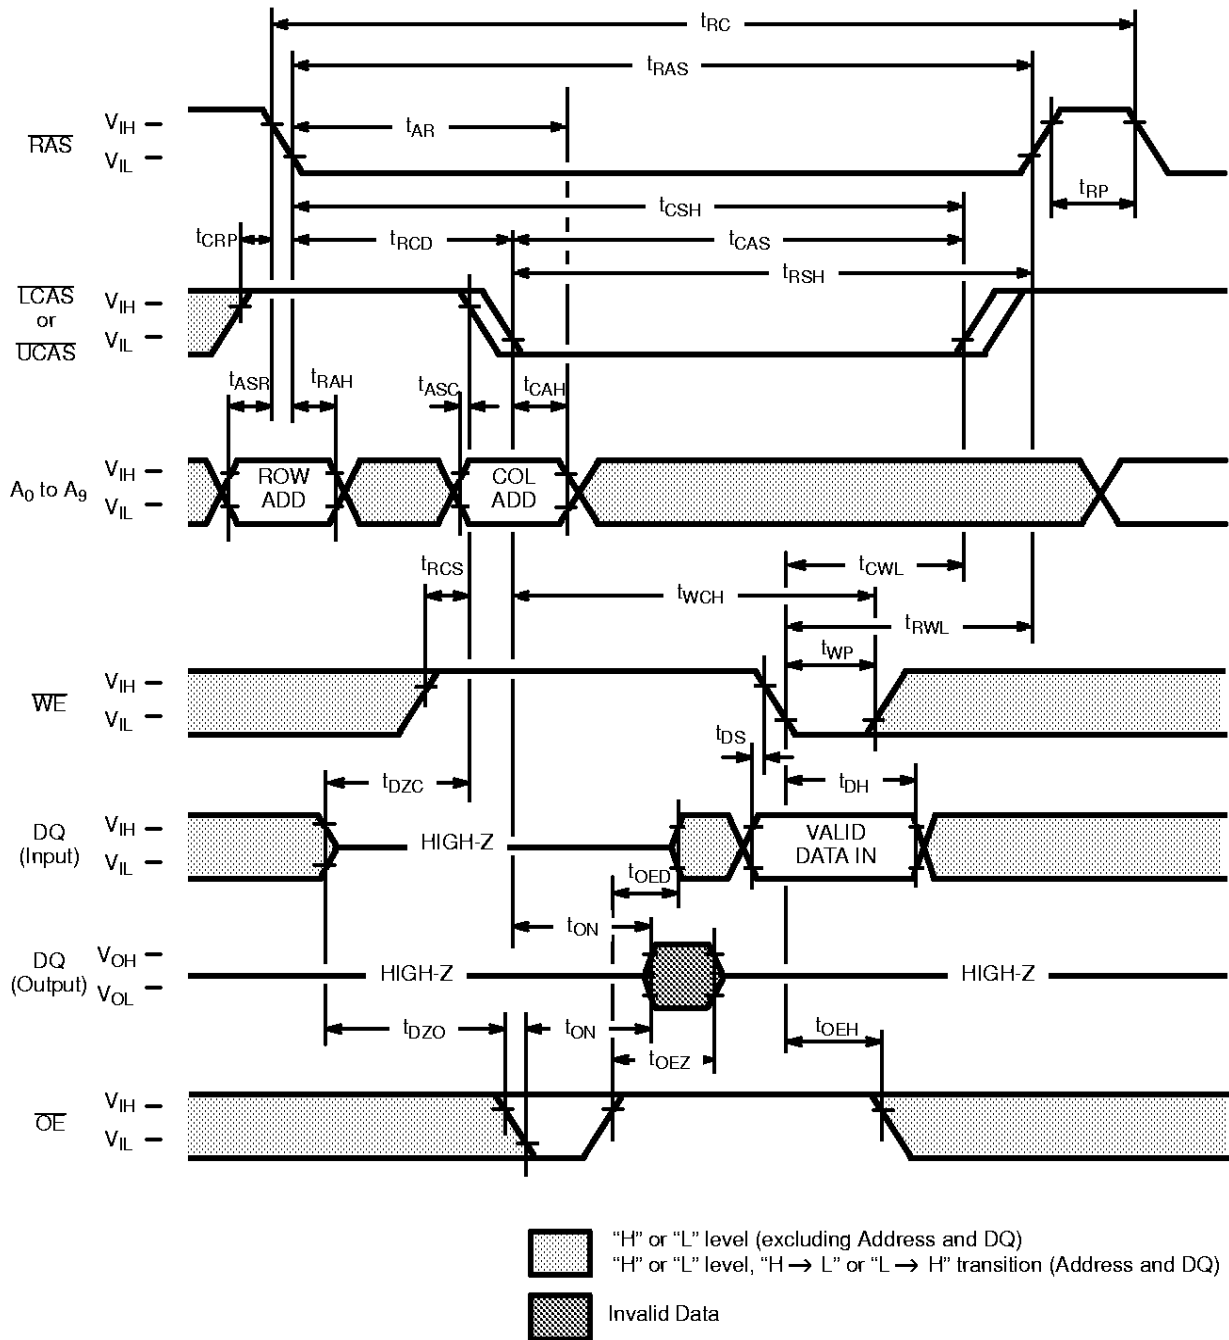 tRC
tRAS
RAS
VIH
VIL
tAR
tRP
tCSH
tCRP
tRCD
tCAS
tRSH
LCAS
or
UCAS
VIH
VIL
tASR
tRAH
tASC
tCAH
A0 to A9
VIH
VIL
ROW
ADD
COL
ADD
tRCS
tCWL
tWCH
tRWL
tWP
WE
VIH
VIL
tDS
tDZC
tDH
DQ
(Input)
VIH
VIL
HIGH-Z
VALID
DATA IN
tOED
tON
DQ
(Output)
VOH
VOL
HIGH-Z
HIGH-Z
tDZO
tON
tOEZ
tOEH
OE
VIH
VIL
“H” or “L” level (excluding Address and DQ)
“H” or “L” level, “H → L” or “L → H” transition (Address and DQ)
Invalid Data